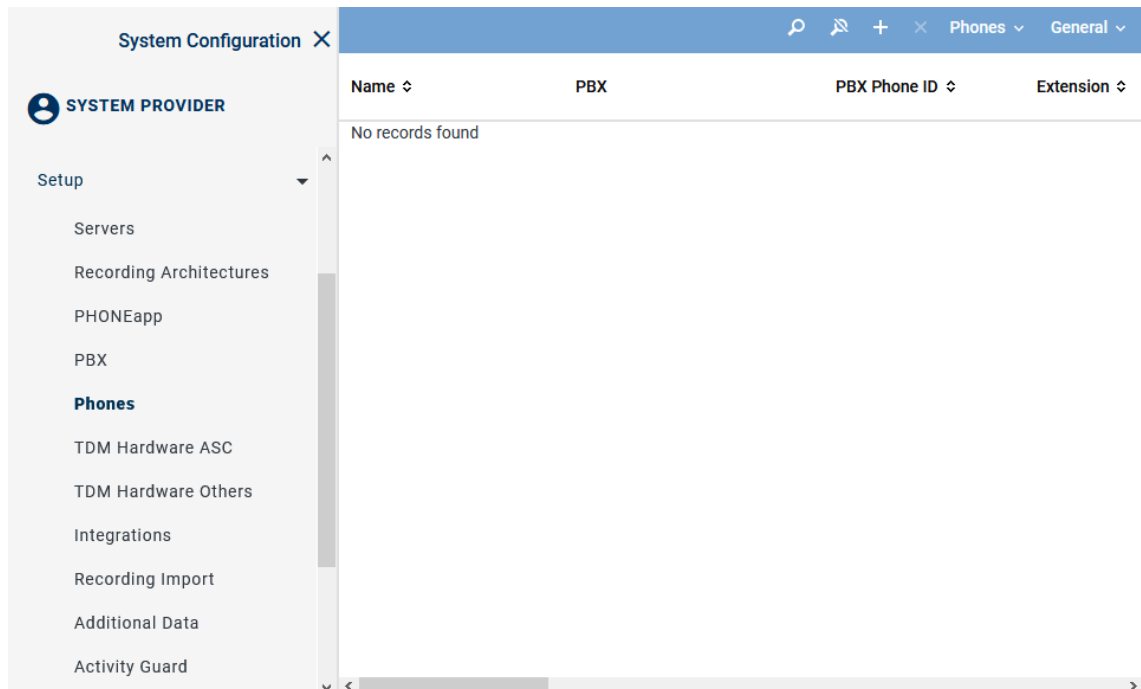 System Configuration
SYSTEM PROVIDER
Setup
Servers
Recording Architectures
PHONEapp
PBX
Phones
TDM Hardware ASC
TDM Hardware Others
Integrations
Recording Import
Additional Data
Activity Guard
Phones General
Name PBX PBX Phone ID Extension
No records found